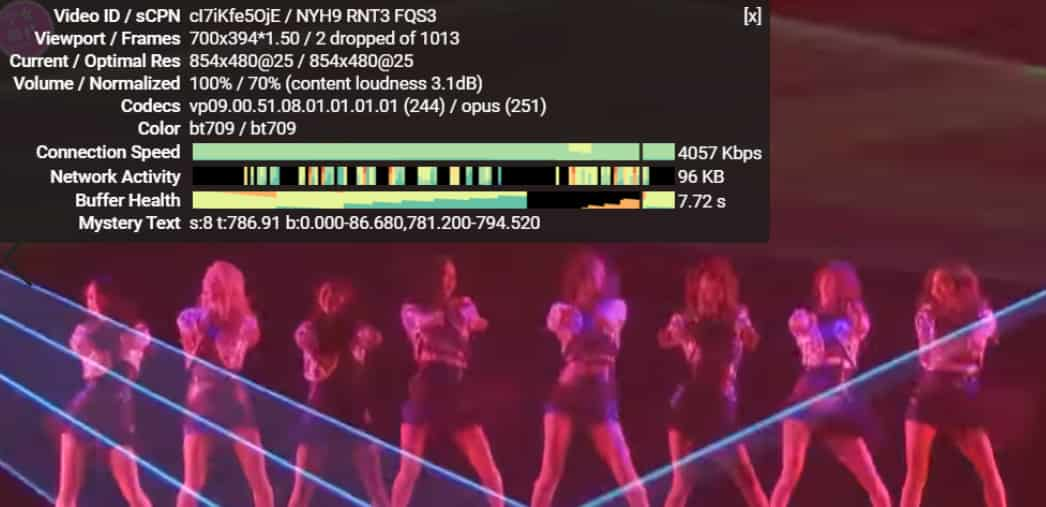 Video ID / sCPN cI7iKfe5OjE / NYH9 RNT3 FQS3 [x]
Viewport / Frames 700x394*1.50 / 2 dropped of 1013
Current / Optimal Res 854x480@25 / 854x480@25
Volume / Normalized 100% / 70% (content loudness 3.1dB)
Codecs vp09.00.51.08.01.01.01.01 (244) / opus (251)
Color bt709 / bt709
Connection Speed 4057 Kbps
Network Activity 96 KB
Buffer Health 7.72 s
Mystery Text s:8 t:786.91 b:0.000-86.680,781.200-794.520